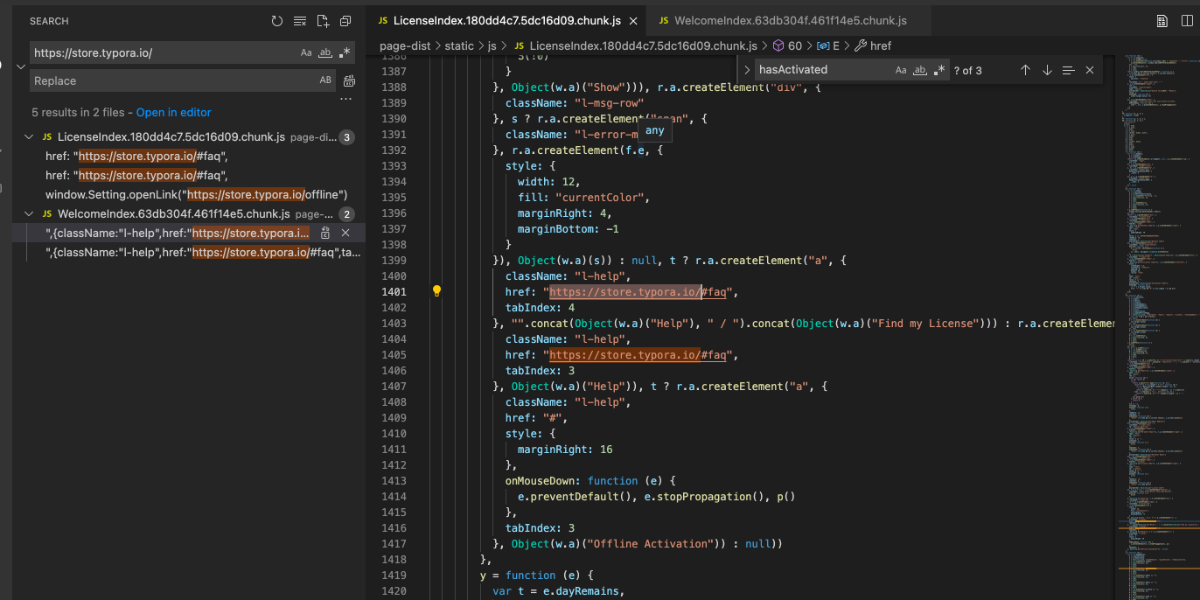 SEARCH
https://store.typora.io/
Aa ab .*
Replace
AB
...
5 results in 2 files - Open in editor
JS LicenseIndex.180dd4c7.5dc16d09.chunk.js page-di... 3
href: "https://store.typora.io/#faq",
href: "https://store.typora.io/#faq",
window.Setting.openLink("https://store.typora.io/offline")
JS WelcomeIndex.63db304f.461f14e5.chunk.js page-... 2
",{className:"l-help",href:"https://store.typora.i...
",{className:"l-help",href:"https://store.typora.io/#faq",ta...
JS LicenseIndex.180dd4c7.5dc16d09.chunk.js
JS WelcomeIndex.63db304f.461f14e5.chunk.js
page-dist > static > js > JS LicenseIndex.180dd4c7.5dc16d09.chunk.js > 60 > E > href
hasActivated Aa ab .* ? of 3
1386 S(!0)
1387 }
1388 }, Object(w.a)("Show"))), r.a.createElement("div", {
1389 className: "l-msg-row"
1390 }, s ? r.a.createElement("span", {
any
1391 className: "l-error-m
1392 }, r.a.createElement(f.e, {
1393 style: {
1394 width: 12,
1395 fill: "currentColor",
1396 marginRight: 4,
1397 marginBottom: -1
1398 }
1399 }), Object(w.a)(s)) : null, t ? r.a.createElement("a", {
1400 className: "l-help",
1401 href: "https://store.typora.io/#faq",
1402 tabIndex: 4
1403 }, "".concat(Object(w.a)("Help"), " / ").concat(Object(w.a)("Find my License"))) : r.a.createElemen
1404 className: "l-help",
1405 href: "https://store.typora.io/#faq",
1406 tabIndex: 3
1407 }, Object(w.a)("Help")), t ? r.a.createElement("a", {
1408 className: "l-help",
1409 href: "#",
1410 style: {
1411 marginRight: 16
1412 },
1413 onMouseDown: function (e) {
1414 e.preventDefault(), e.stopPropagation(), p()
1415 },
1416 tabIndex: 3
1417 }, Object(w.a)("Offline Activation")) : null))
1418 },
1419 y = function (e) {
1420 var t = e.dayRemains,